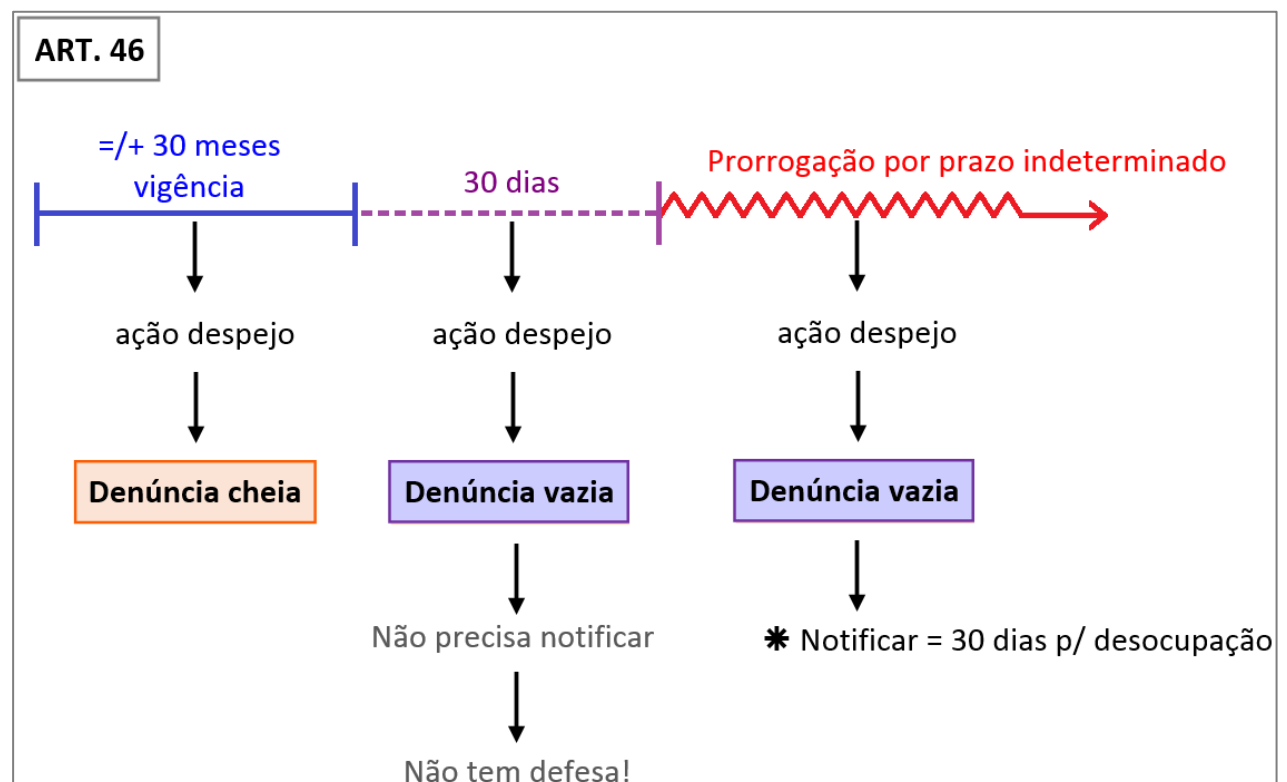 ART. 46
=/+ 30 meses
vigência
30 dias
Prorrogação por prazo indeterminado
ação despejo
ação despejo
ação despejo
Denúncia cheia
Denúncia vazia
Denúncia vazia
Não precisa notificar
✱ Notificar = 30 dias p/ desocupação
Não tem defesa!